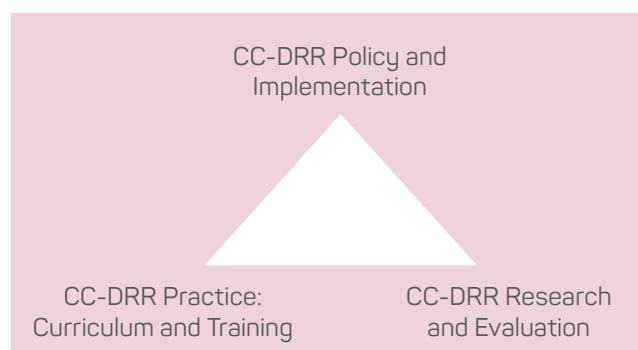 CC-DRR Policy and
Implementation
CC-DRR Practice:
Curriculum and Training
CC-DRR Research
and Evaluation